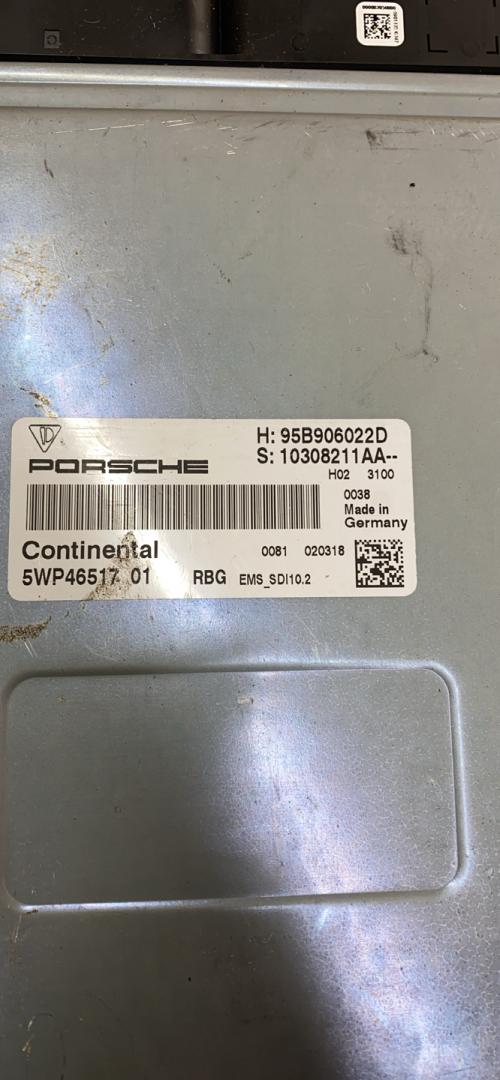 PORSCHE
H: 95B906022D
S: 10308211AA--
H02 3100
0038
Made in
Germany
Continental
0081 020318
5WP46517 01 RBG EMS_SDI10.2